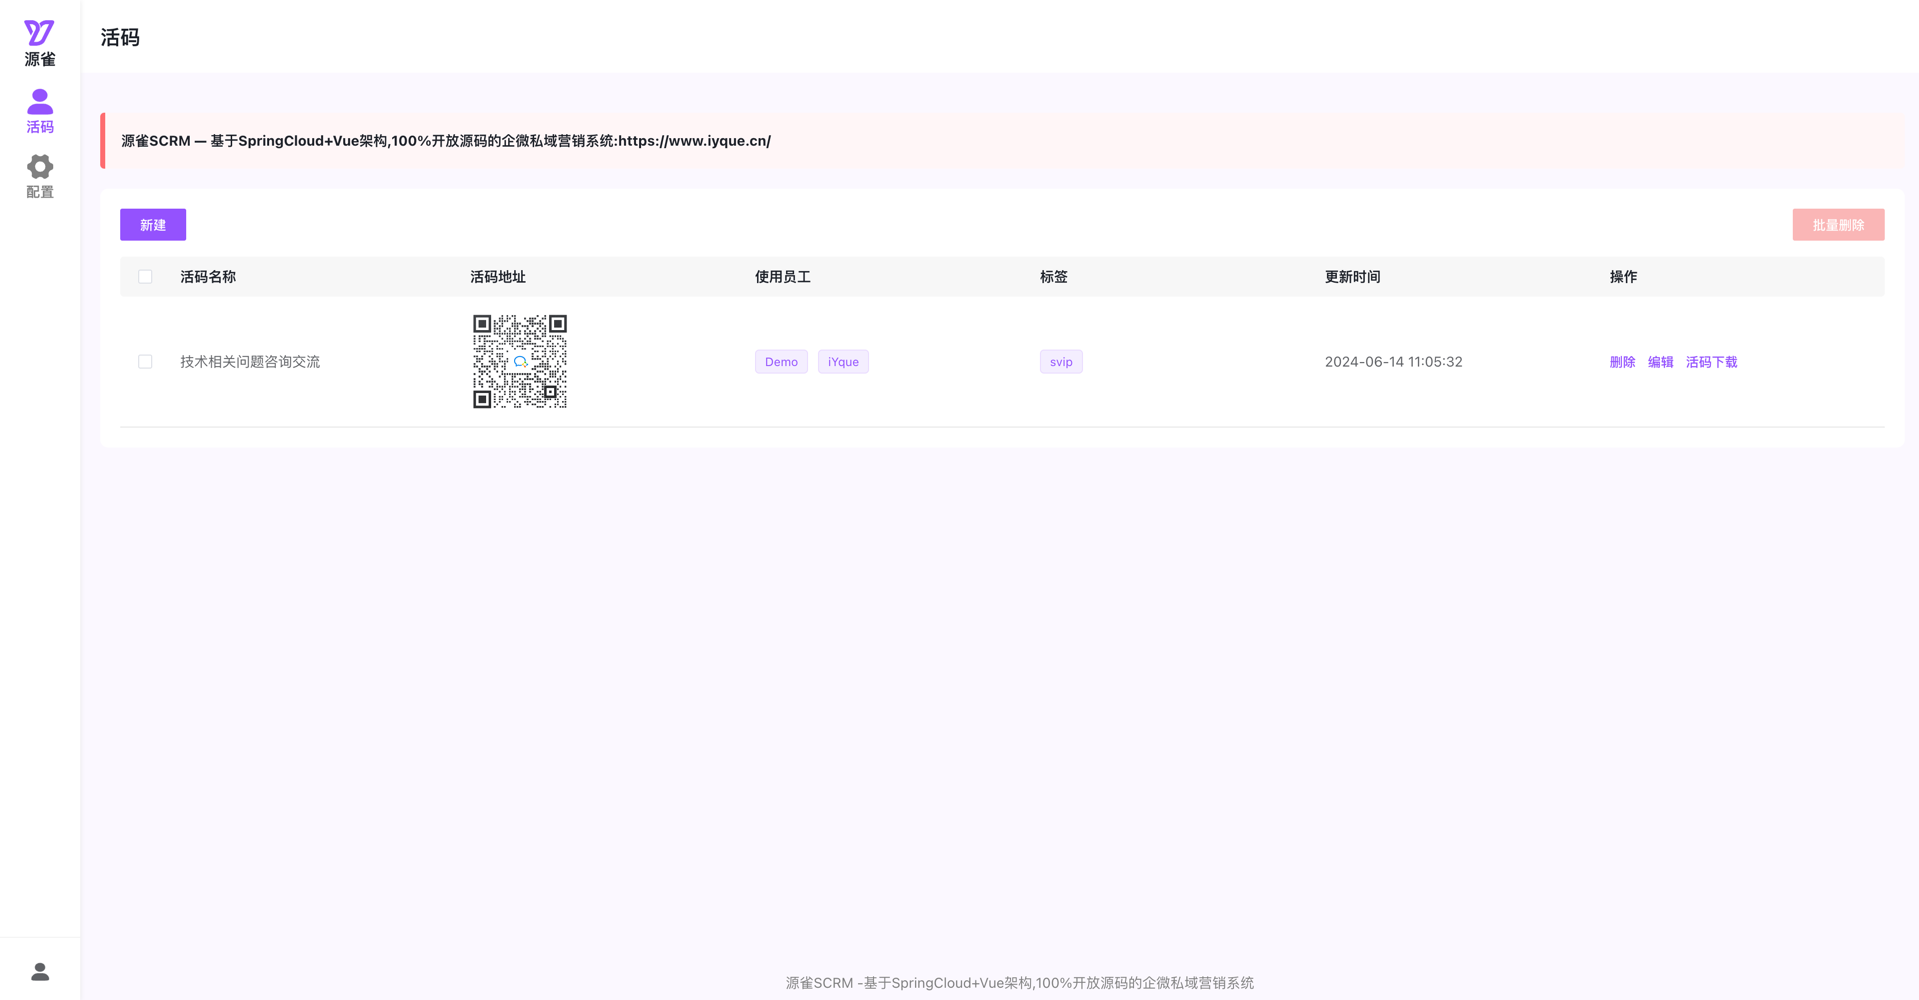 源雀
活码
配置
活码
源雀SCRM — 基于SpringCloud+Vue架构,100%开放源码的企微私域营销系统:https://www.iyque.cn/
新建
批量删除
活码名称 活码地址 使用员工 标签 更新时间 操作
技术相关问题咨询交流 Demo iYque svip 2024-06-14 11:05:32 删除 编辑 活码下载
源雀SCRM -基于SpringCloud+Vue架构,100%开放源码的企微私域营销系统